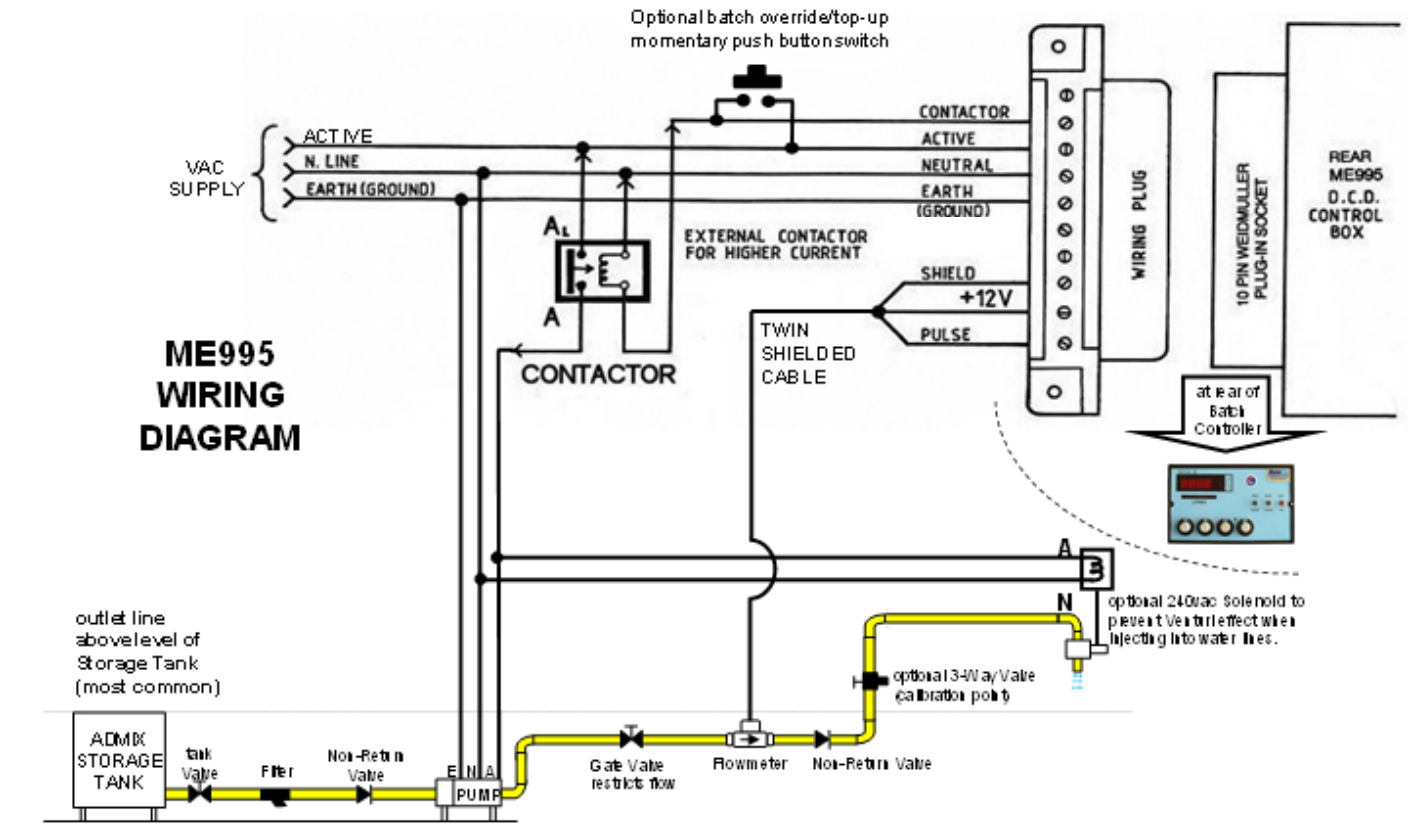 Optional batch override/top-up
momentary push button switch
CONTACTOR
ACTIVE
NEUTRAL
EARTH
(GROUND)
ACTIVE
N. LINE
EARTH (GROUND)
VAC
SUPPLY
A₁
A
EXTERNAL CONTACTOR
FOR HIGHER CURRENT
CONTACTOR
SHIELD
+12V
PULSE
TWIN
SHIELDED
CABLE
WIRING PLUG
10 PIN WEIDMULLER
PLUG-IN SOCKET
REAR
ME995
D.C.D.
CONTROL
BOX
at rear of
Batch
Controller
ME995
WIRING
DIAGRAM
A
N
optional 240vac Solenoid to
prevent Venturi effect when
injecting into water lines.
outlet line
above level of
Storage Tank
(most common)
optional 3-Way Valve
(calibration point)
ADMIX
STORAGE
TANK
tank
Valve
Filter
Non-Return
Valve
E N A
PUMP
Gate Valve
restricts flow
Flowmeter
Non-Return Valve